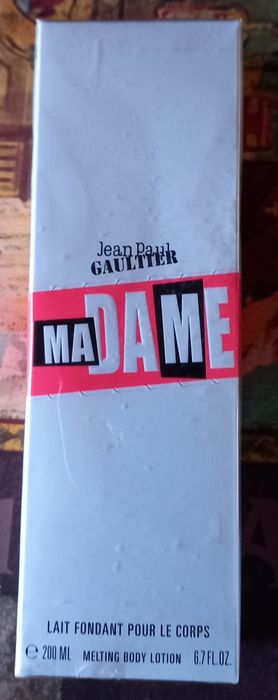 Jean Paul
GAULTIER
MADAME
LAIT FONDANT POUR LE CORPS
℮ 200 ML MELTING BODY LOTION 6.7 FL.OZ.